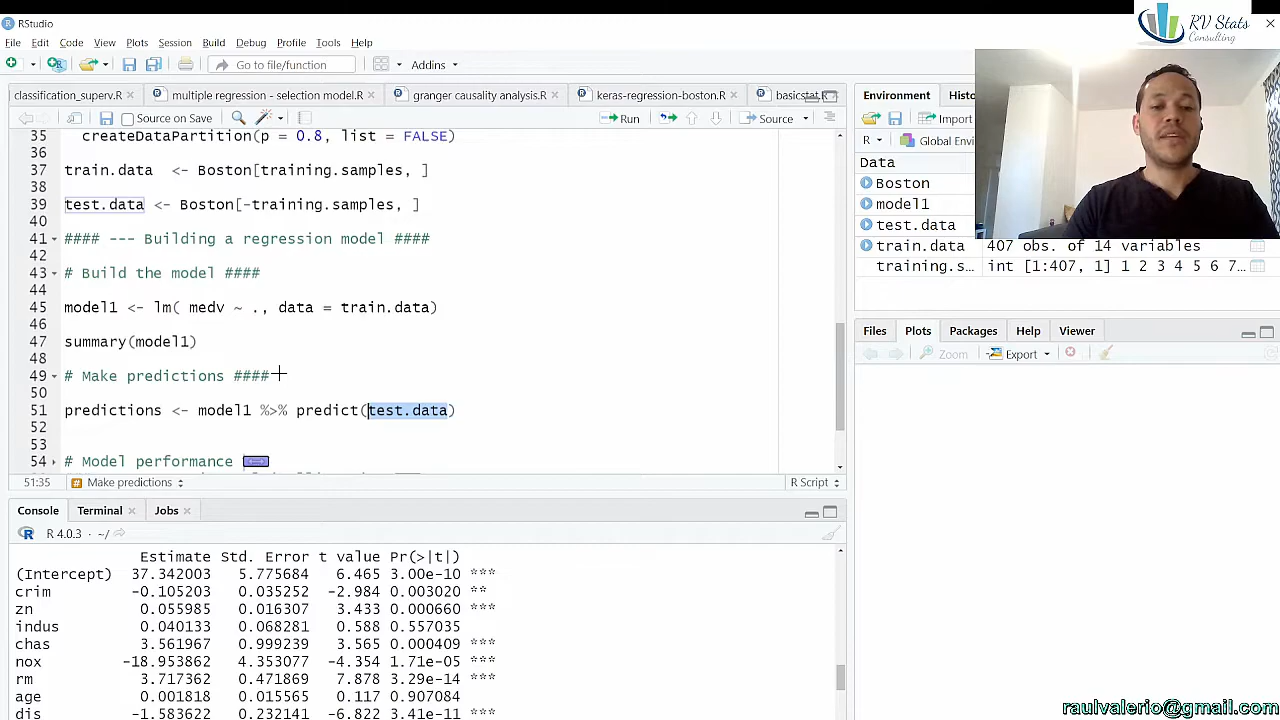 RStudio
RV Stats
Consulting
File Edit Code View Plots Session Build Debug Profile Tools Help
Go to file/function
Addins
classification_superv.R
multiple regression - selection model.R
granger causality analysis.R
keras-regression-boston.R
basicstat
Source on Save
Run
Source
35 createDataPartition(p = 0.8, list = FALSE)
36
37 train.data <- Boston[training.samples, ]
38
39 test.data <- Boston[-training.samples, ]
40
41 #### --- Building a regression model ####
42
43 # Build the model ####
44
45 model1 <- lm( medv ~ ., data = train.data)
46
47 summary(model1)
48
49 # Make predictions ####
50
51 predictions <- model1 %>% predict(test.data)
52
53
54 # Model performance
51:35 Make predictions R Script
Console Terminal Jobs
R 4.0.3 · ~/
Estimate Std. Error t value Pr(>|t|)
(Intercept) 37.342003 5.775684 6.465 3.00e-10 ***
crim -0.105203 0.035252 -2.984 0.003020 **
zn 0.055985 0.016307 3.433 0.000660 ***
indus 0.040133 0.068281 0.588 0.557035
chas 3.561967 0.999239 3.565 0.000409 ***
nox -18.953862 4.353077 -4.354 1.71e-05 ***
rm 3.717362 0.471869 7.878 3.29e-14 ***
age 0.001818 0.015565 0.117 0.907084
dis -1.583622 0.232141 -6.822 3.41e-11 ***
Environment Histo
Import
R Global Envi
Data
Boston
model1
test.data
train.data 407 obs. of 14 variables
training.s… int [1:407, 1] 1 2 3 4 5 6 7…
Files Plots Packages Help Viewer
Zoom Export
raulvalerio@gmail.com